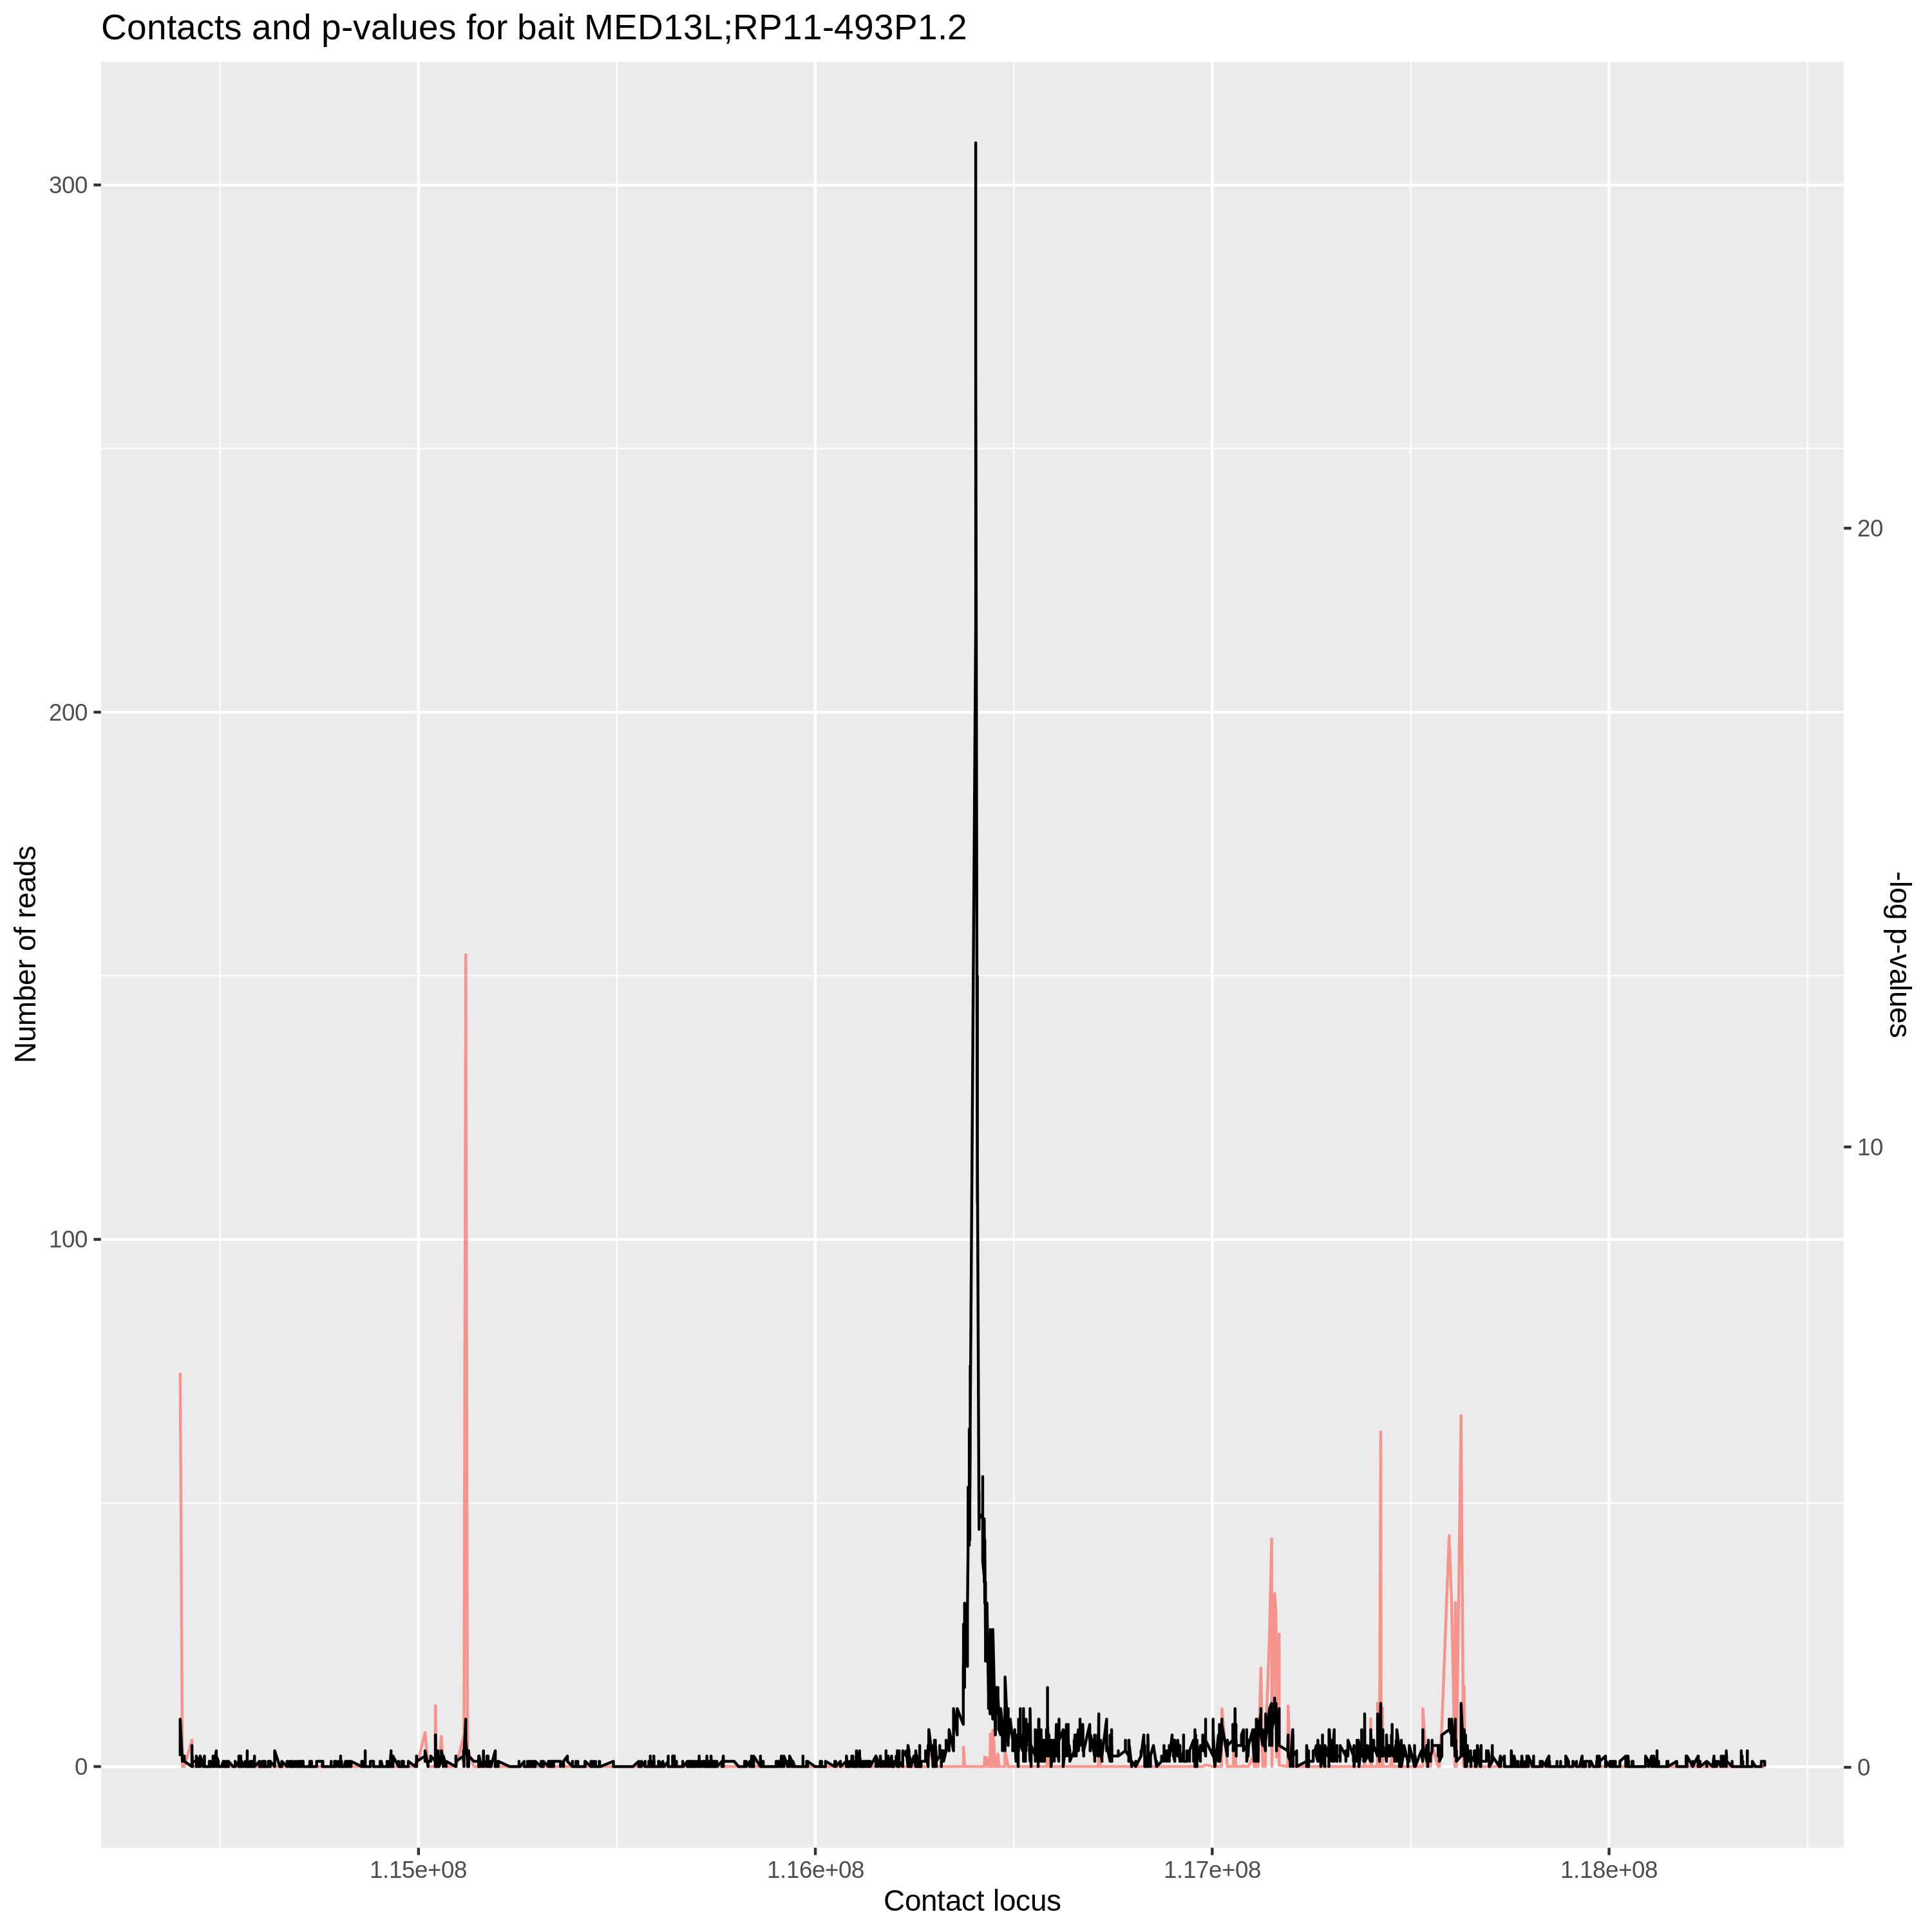 Contacts and p-values for bait MED13L;RP11-493P1.2
300
200
100
0
Number of reads
20
10
0
-log p-values
1.15e+08
1.16e+08
1.17e+08
1.18e+08
Contact locus